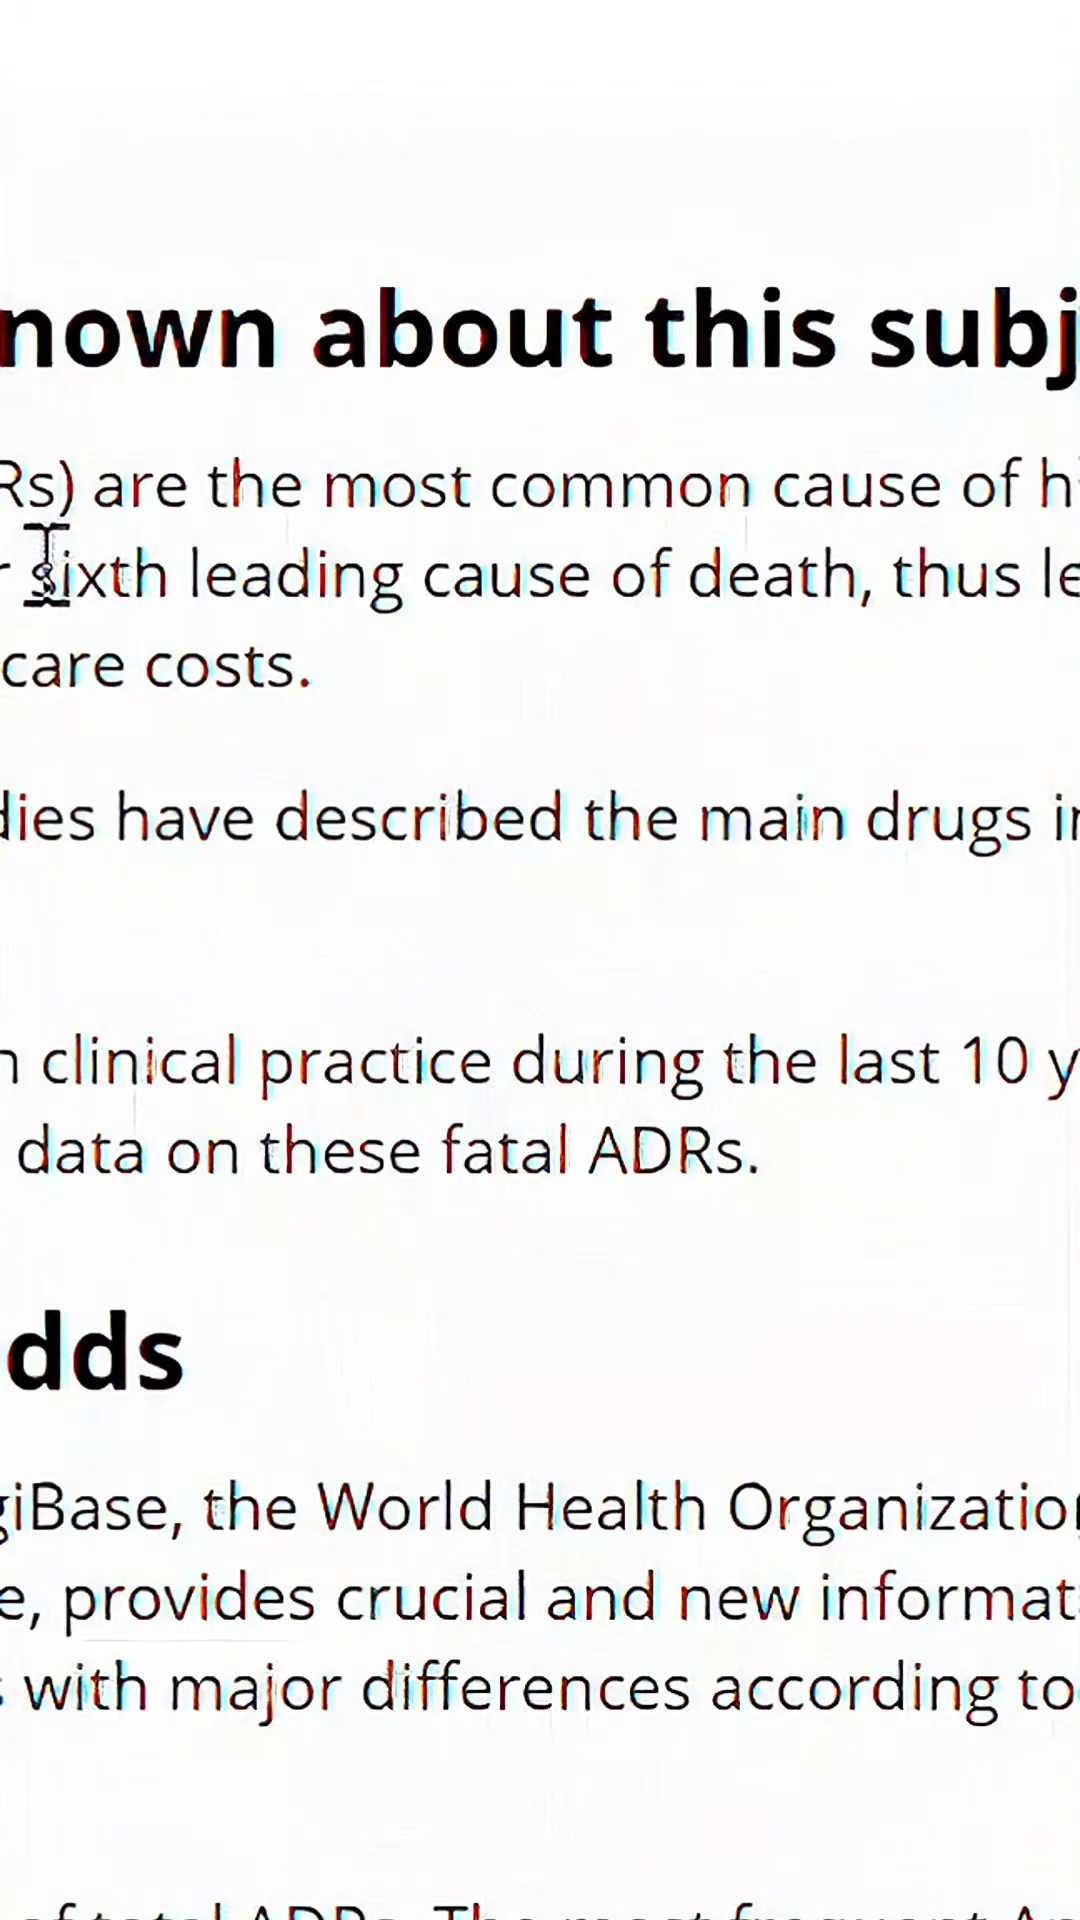 nown about this subj
Rs) are the most common cause of h
r sixth leading cause of death, thus le
care costs.
dies have described the main drugs i
n clinical practice during the last 10 y
data on these fatal ADRs.
dds
giBase, the World Health Organization
e, provides crucial and new informat
s with major differences according to